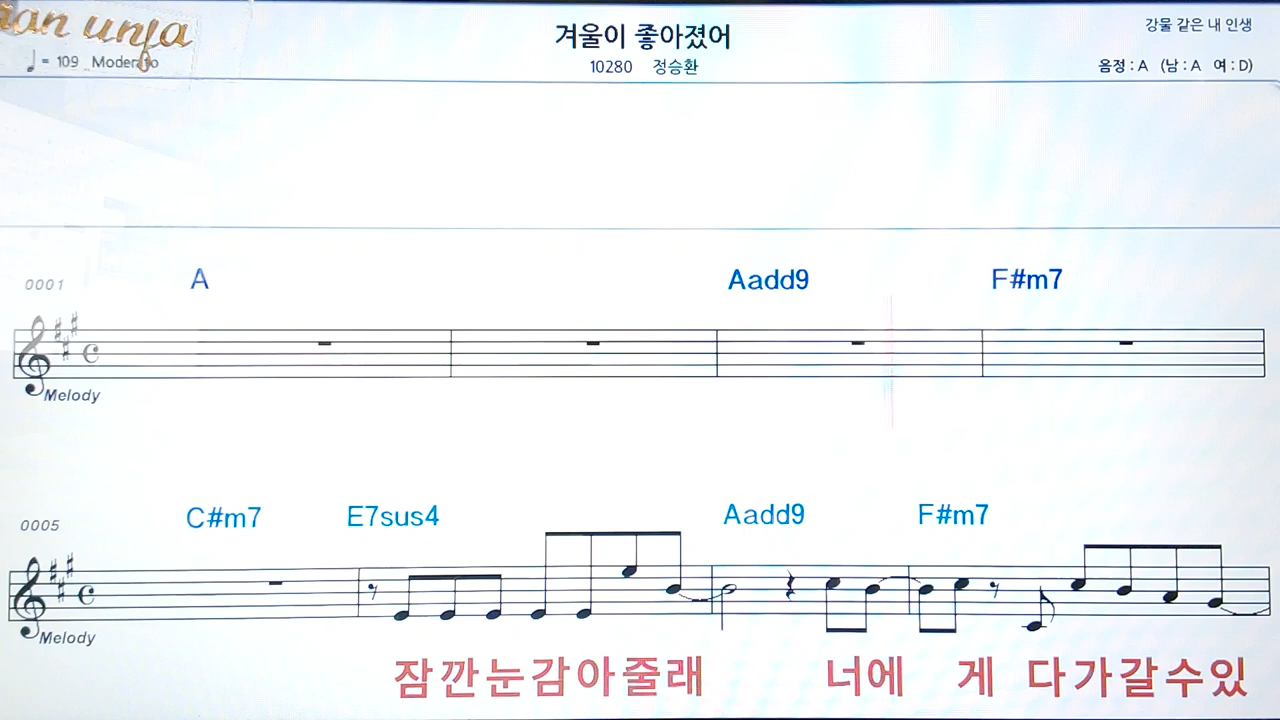 unja
겨울이 좋아졌어
강물 같은 내 인생
♩= 109 Moderato
10280 정승환
음정 : A (남 : A 여 : D)
0001 A Aadd9 F#m7
Melody
0005 C#m7 E7sus4 Aadd9 F#m7
Melody
잠깐눈감아줄래 너에 게 다가갈수있